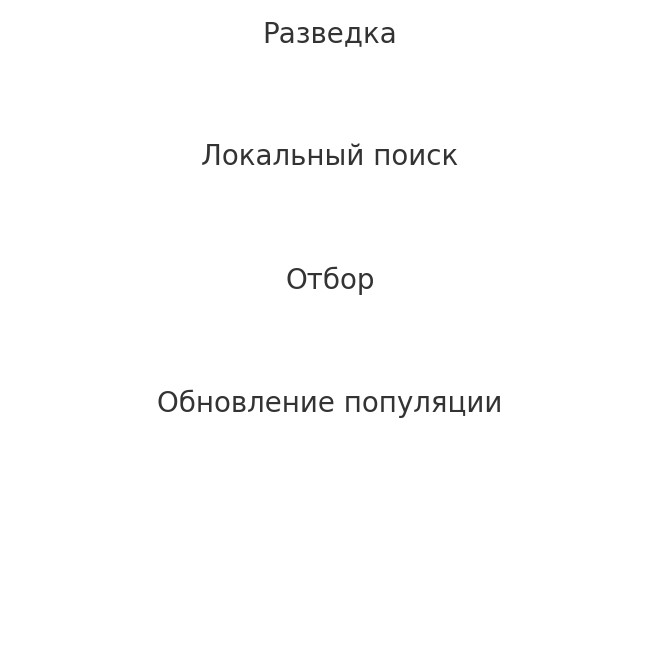 Разведка
Локальный поиск
Отбор
Обновление популяции